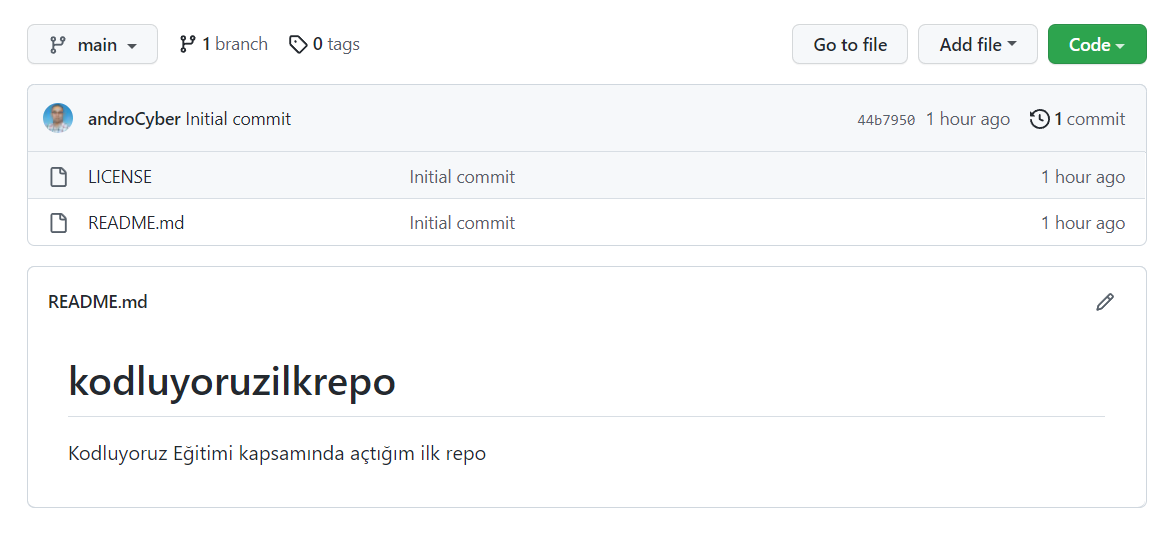 main 1 branch 0 tags Go to file Add file Code
androCyber Initial commit 44b7950 1 hour ago 1 commit
LICENSE Initial commit 1 hour ago
README.md Initial commit 1 hour ago
README.md
kodluyoruzilkrepo
Kodluyoruz Eğitimi kapsamında açtığım ilk repo